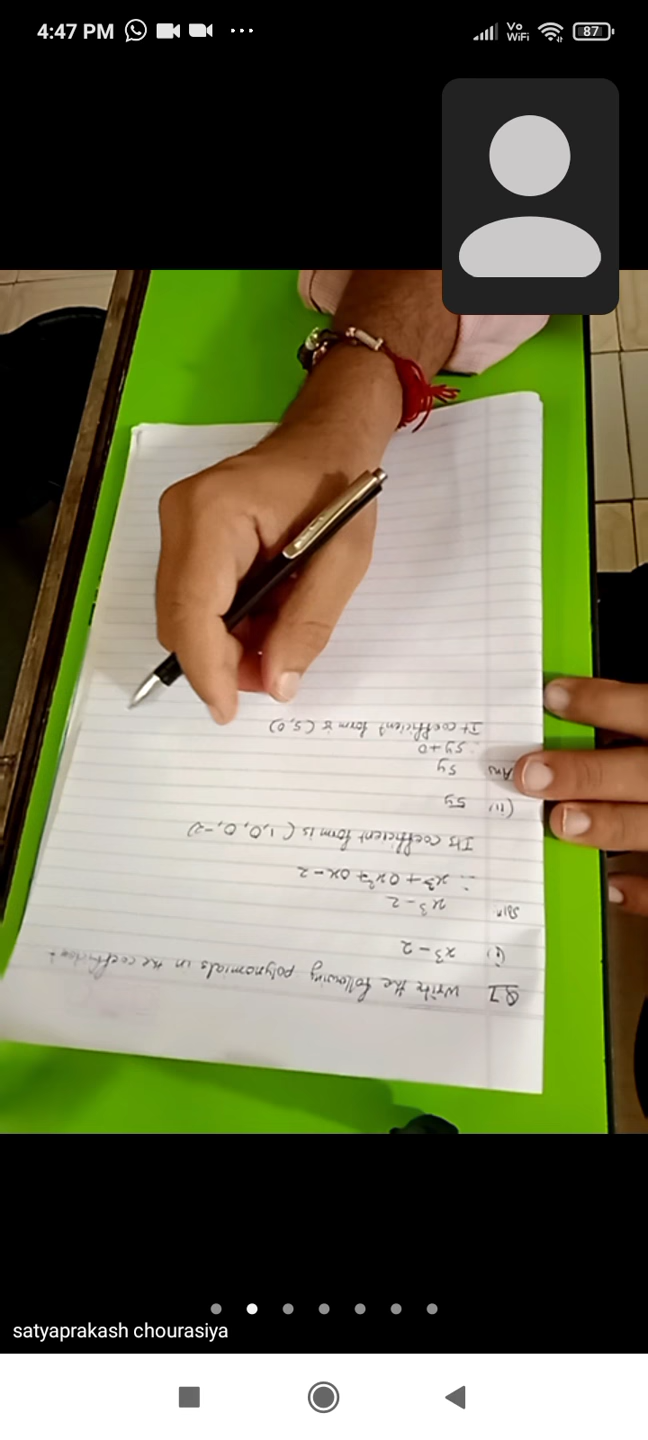 4:47 PM
Vo
WiFi
87
Q1 Write the following polynomials in the coefficient
(i) x3-2
Solⁿ x3-2
∴ x3+0x2+0x-2
Its coefficient form is (1,0,0,-2)
(ii) 5y
Ans 5y
∴ 5y+0
It coefficient form is (5,0)
satyaprakash chourasiya